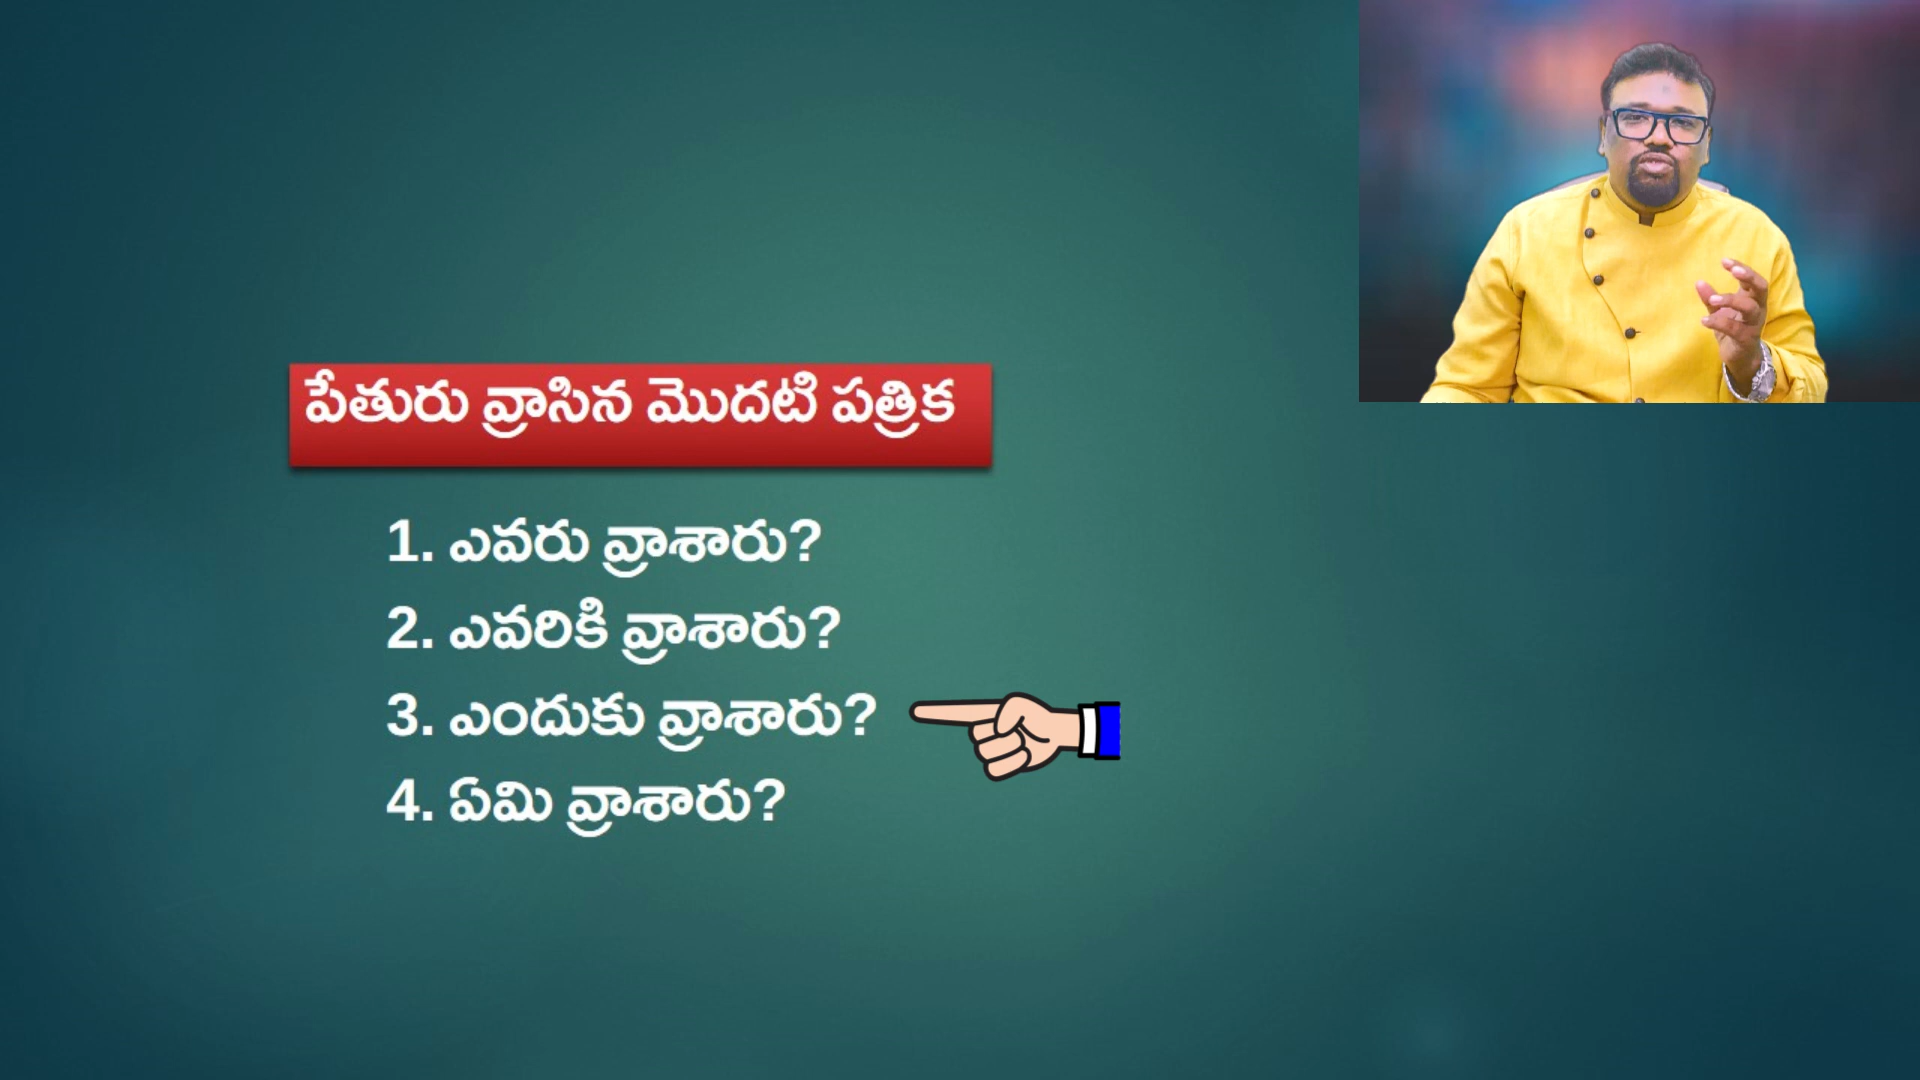 పేతురు వ్రాసిన మొదటి పత్రిక
1. ఎవరు వ్రాశారు?
2. ఎవరికి వ్రాశారు?
3. ఎందుకు వ్రాశారు?
4. ఏమి వ్రాశారు?